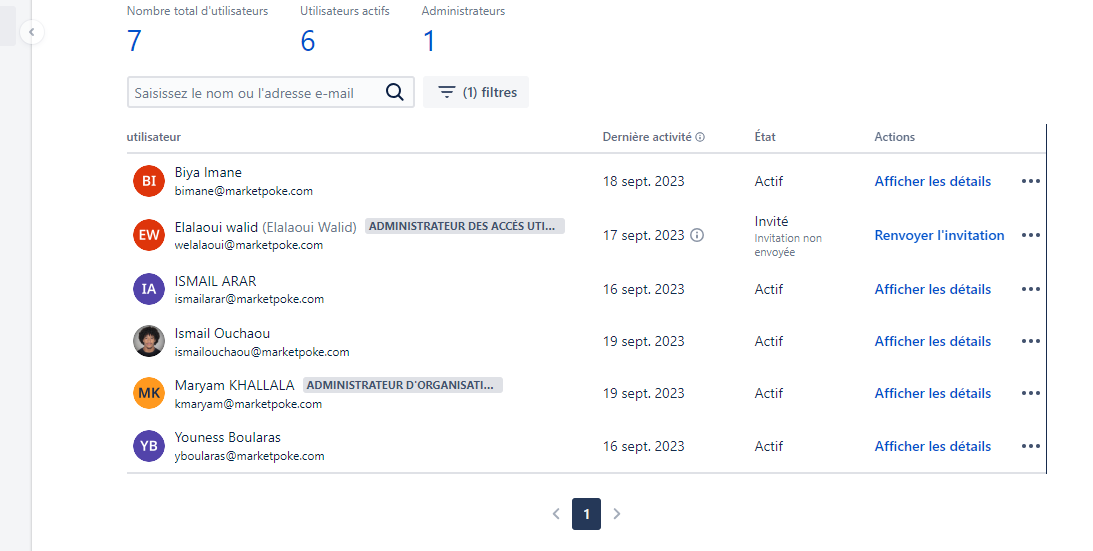 Nombre total d'utilisateurs Utilisateurs actifs Administrateurs
7 6 1
Saisissez le nom ou l'adresse e-mail (1) filtres
utilisateur Dernière activité État Actions
BI Biya Imane 18 sept. 2023 Actif Afficher les détails
bimane@marketpoke.com
EW Elalaoui walid (Elalaoui Walid) ADMINISTRATEUR DES ACCÈS UTI... 17 sept. 2023 Invité Renvoyer l'invitation
welalaoui@marketpoke.com Invitation non
envoyée
IA ISMAIL ARAR 16 sept. 2023 Actif Afficher les détails
ismailarar@marketpoke.com
Ismail Ouchaou 19 sept. 2023 Actif Afficher les détails
ismailouchaou@marketpoke.com
MK Maryam KHALLALA ADMINISTRATEUR D'ORGANISATI... 19 sept. 2023 Actif Afficher les détails
kmaryam@marketpoke.com
YB Youness Boularas 16 sept. 2023 Actif Afficher les détails
yboularas@marketpoke.com
1